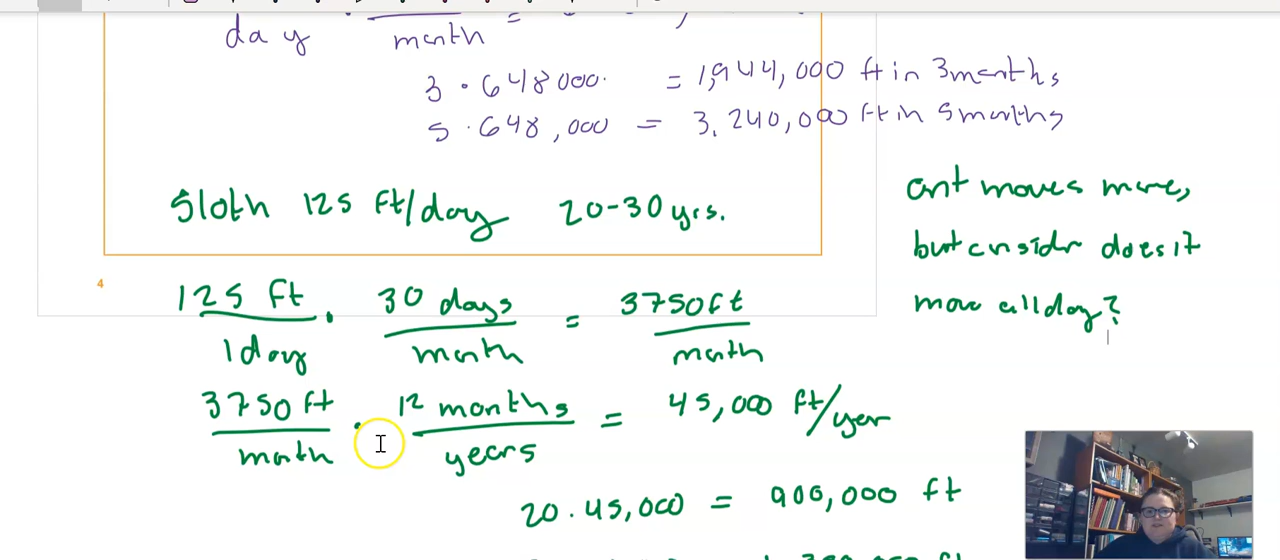 day month =
3 · 648000. = 1,944,000 ft in 3 months
5 · 648,000 = 3,240,000 ft in 5 months
Sloth 125 ft/day 20-30 yrs.
ant moves more,
but considr does it
move all day?
4
125 ft / 1 day · 30 days / month = 3750 ft / month
3750 ft / month · 12 months / years = 45,000 ft/year
20 · 45,000 = 900,000 ft